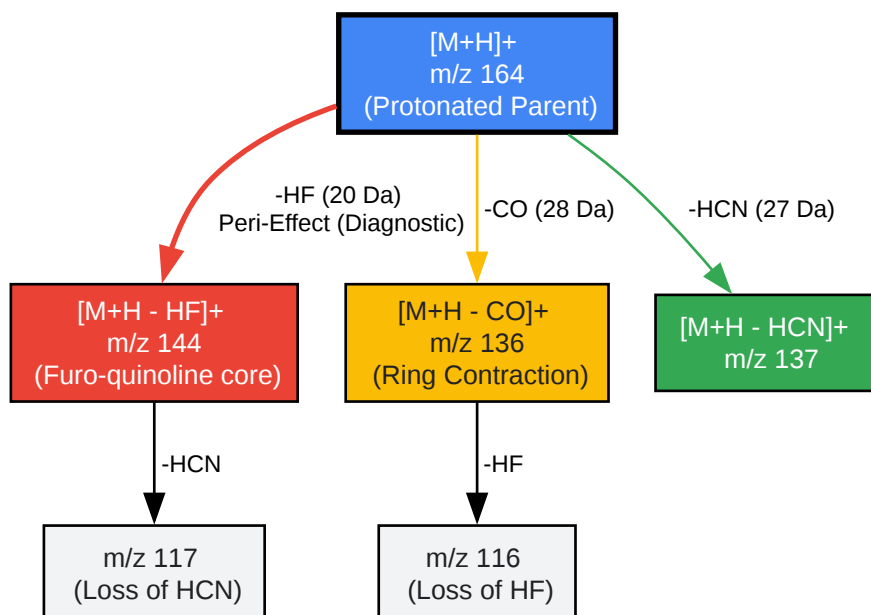 [M+H]+
m/z 164
(Protonated Parent)
-HF (20 Da)
Peri-Effect (Diagnostic)
-CO (28 Da)
-HCN (27 Da)
[M+H - HF]+
m/z 144
(Furo-quinoline core)
[M+H - CO]+
m/z 136
(Ring Contraction)
[M+H - HCN]+
m/z 137
-HCN
-HF
m/z 117
(Loss of HCN)
m/z 116
(Loss of HF)